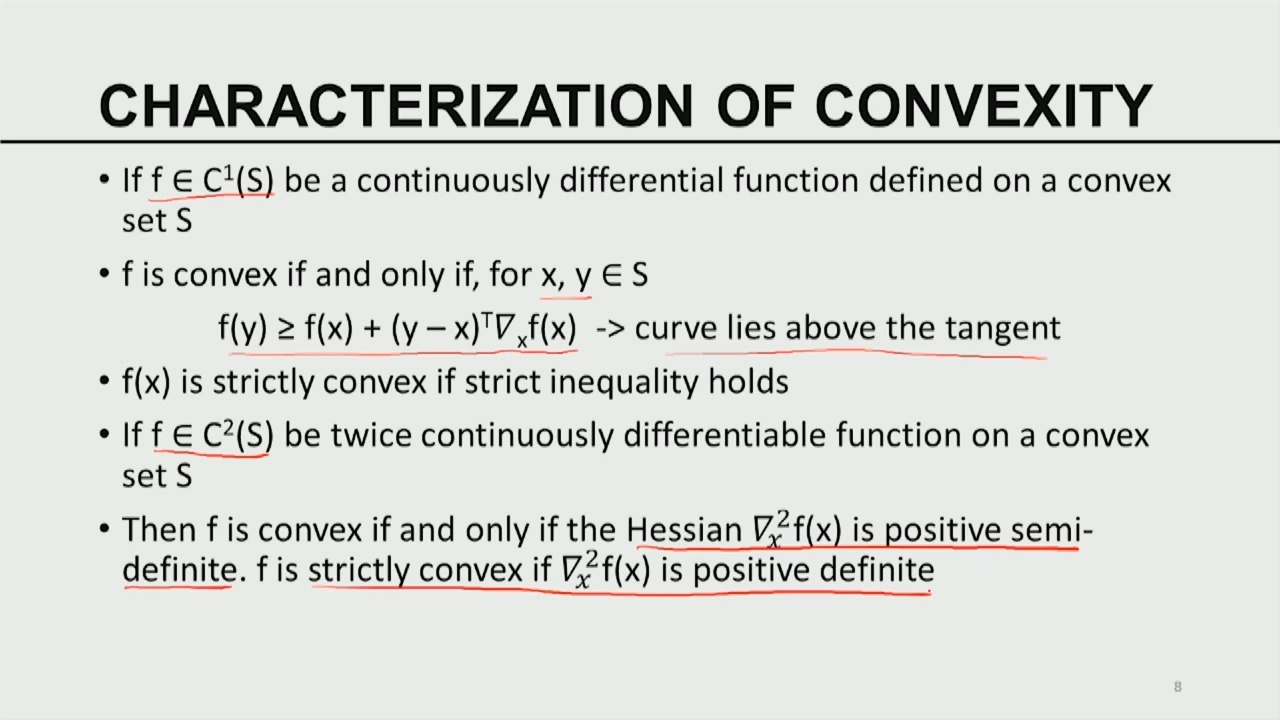 CHARACTERIZATION OF CONVEXITY
• If f ∈ C¹(S) be a continuously differential function defined on a convex
set S
• f is convex if and only if, for x, y ∈ S
f(y) ≥ f(x) + (y – x)ᵀ∇ₓf(x) -> curve lies above the tangent
• f(x) is strictly convex if strict inequality holds
• If f ∈ C²(S) be twice continuously differentiable function on a convex
set S
• Then f is convex if and only if the Hessian ∇ₓ²f(x) is positive semi-
definite. f is strictly convex if ∇ₓ²f(x) is positive definite
8